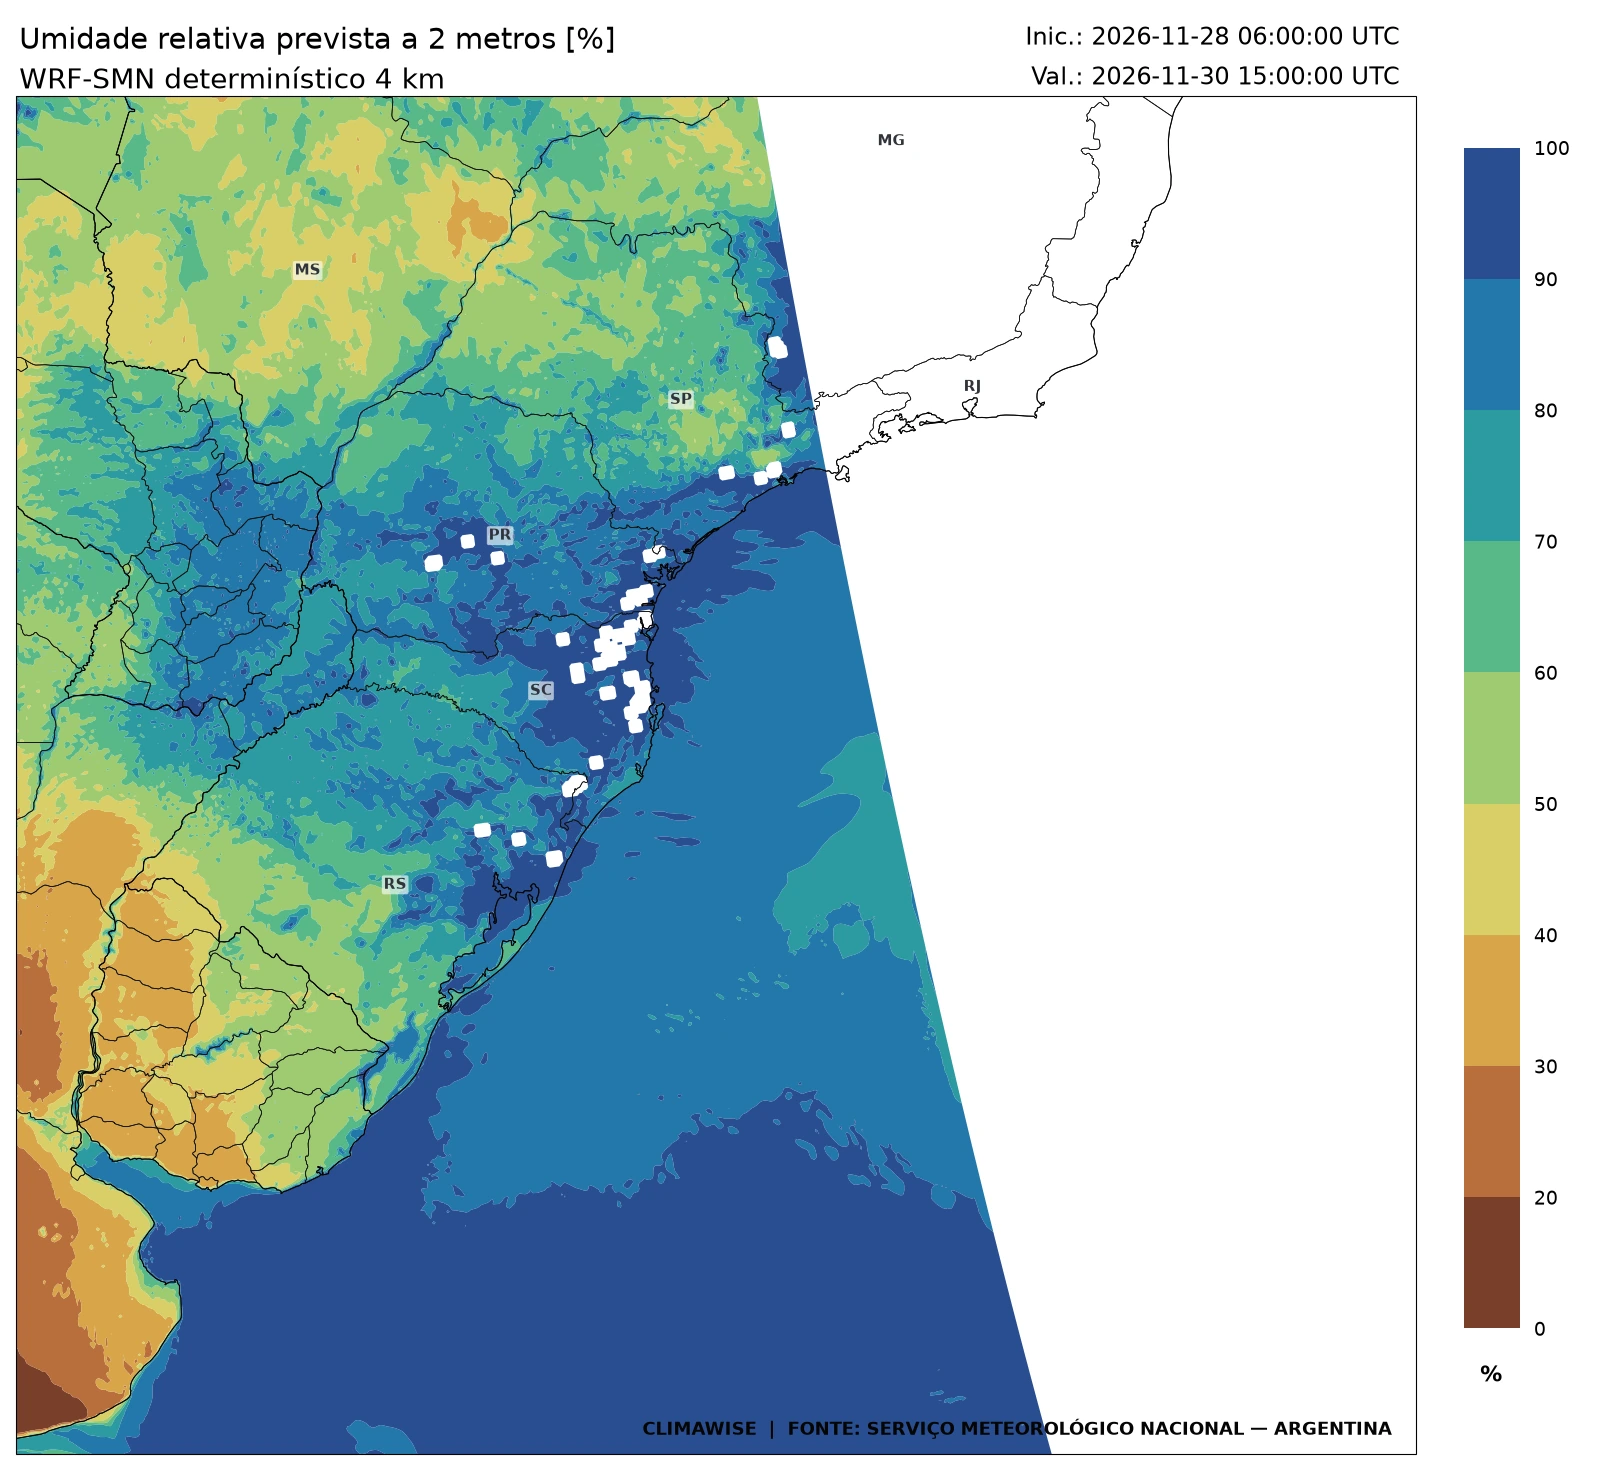 Umidade relativa prevista a 2 metros [%]
WRF-SMN determinístico 4 km
Inic.: 2026-11-28 06:00:00 UTC
Val.: 2026-11-30 15:00:00 UTC
MG
MS
RJ
SP
PR
SC
RS
100
90
80
70
60
50
40
30
20
0
%
CLIMAWISE | FONTE: SERVIÇO METEOROLÓGICO NACIONAL — ARGENTINA